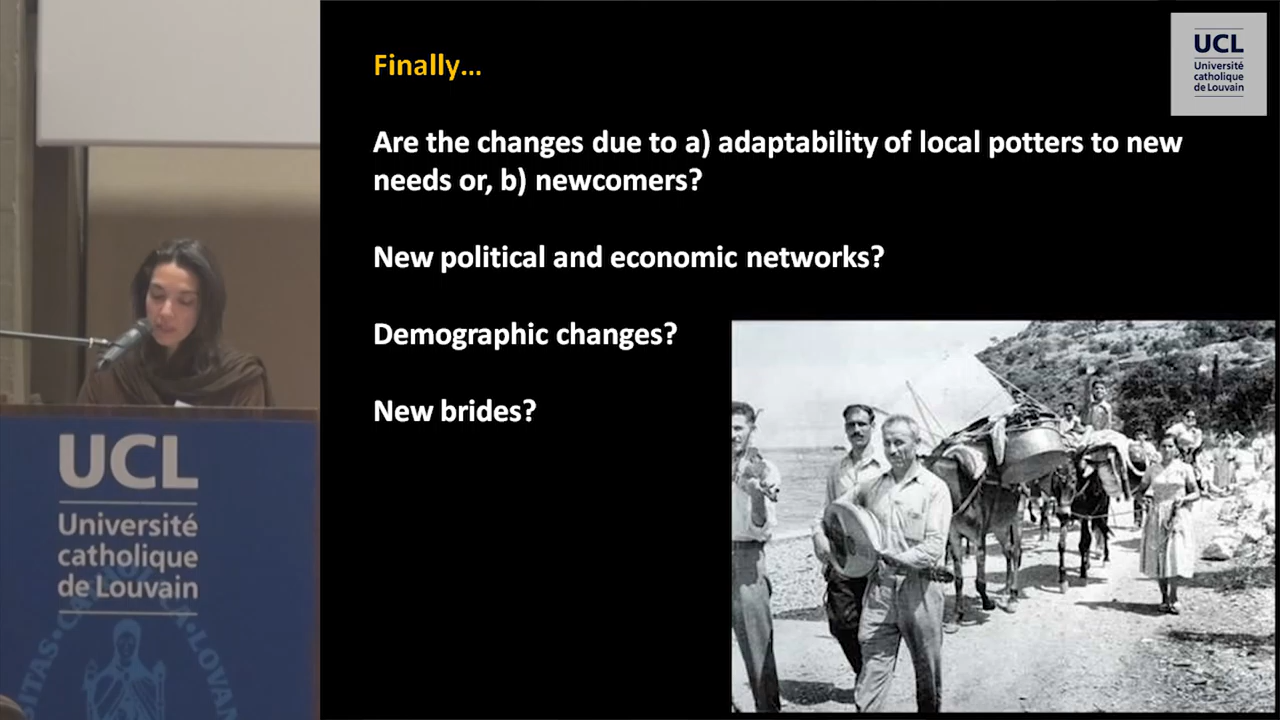 Finally...
Are the changes due to a) adaptability of local potters to new
needs or, b) newcomers?
New political and economic networks?
Demographic changes?
New brides?
UCL
Université
catholique
de Louvain
UCL
Université
catholique
de Louvain